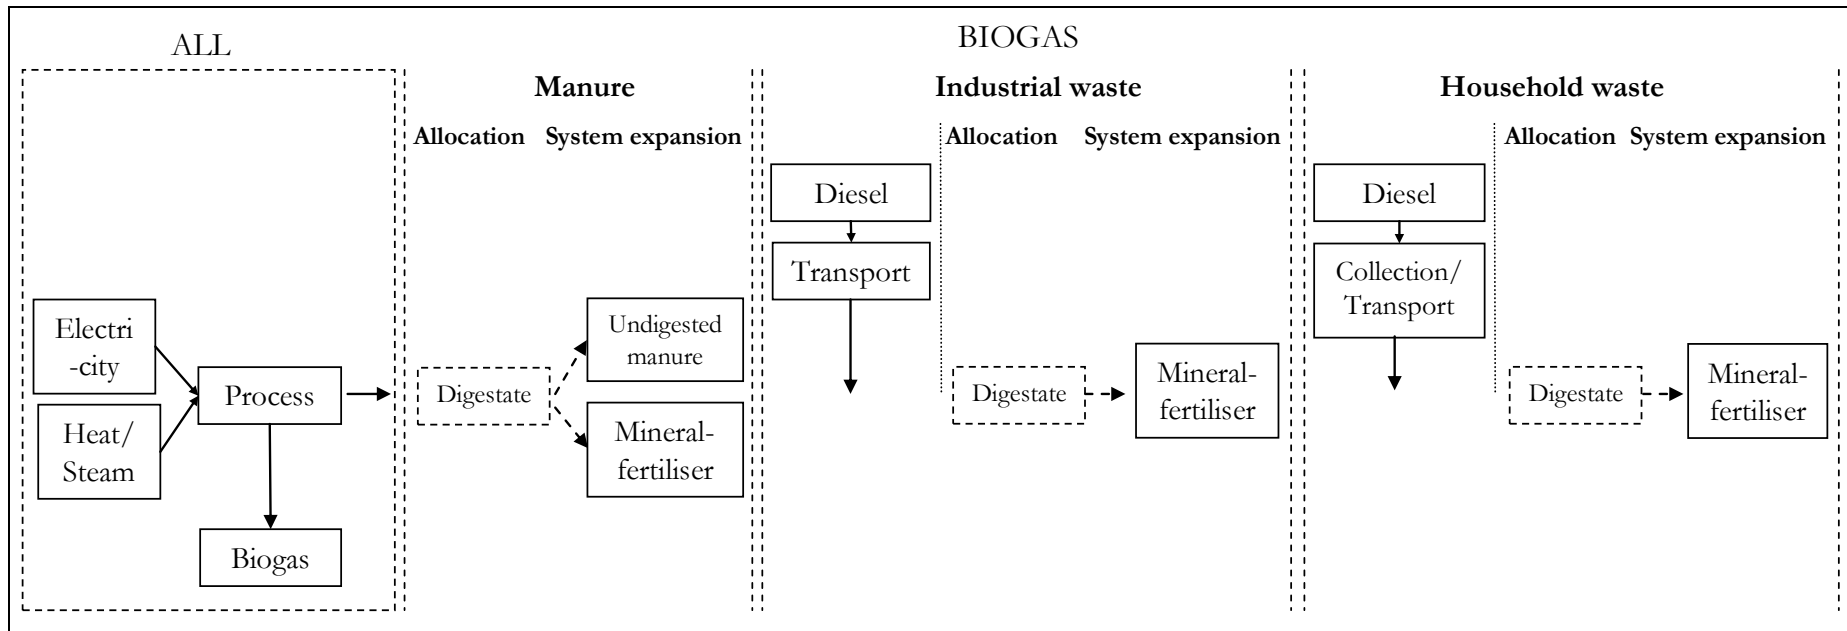 ALL
BIOGAS
Manure
Industrial waste
Household waste
Allocation
System expansion
Allocation
System expansion
Allocation
System expansion
Electri
-city
Heat/
Steam
Process
Biogas
Digestate
Undigested
manure
Mineral-
fertiliser
Diesel
Transport
Digestate
Mineral-
fertiliser
Diesel
Collection/
Transport
Digestate
Mineral-
fertiliser